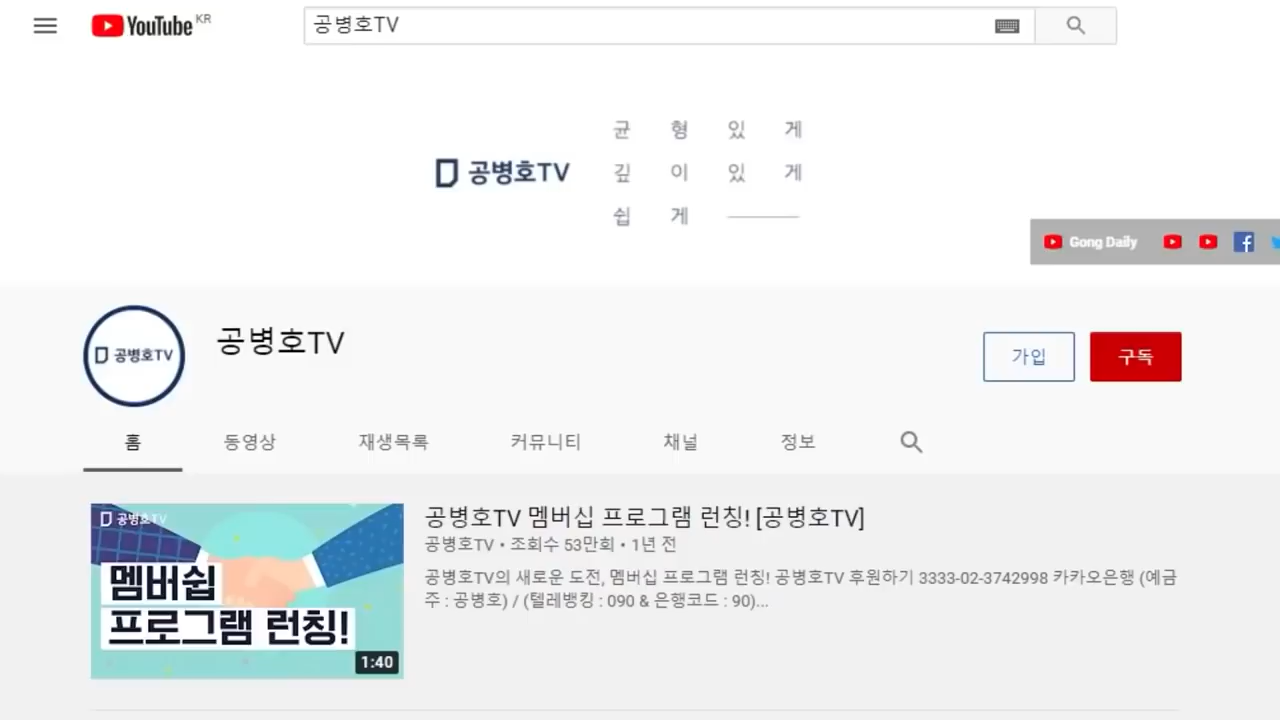 YouTube KR
공병호TV
공병호TV
균 형 있 게
깊 이 있 게
쉽 게
Gong Daily
공병호TV
공병호TV
가입
구독
홈 동영상 재생목록 커뮤니티 채널 정보
공병호TV
멤버쉽
프로그램 런칭!
1:40
공병호TV 멤버십 프로그램 런칭! [공병호TV]
공병호TV • 조회수 53만회 • 1년 전
공병호TV의 새로운 도전, 멤버십 프로그램 런칭! 공병호TV 후원하기 3333-02-3742998 카카오은행 (예금
주 : 공병호) / (텔레뱅킹 : 090 & 은행코드 : 90)...